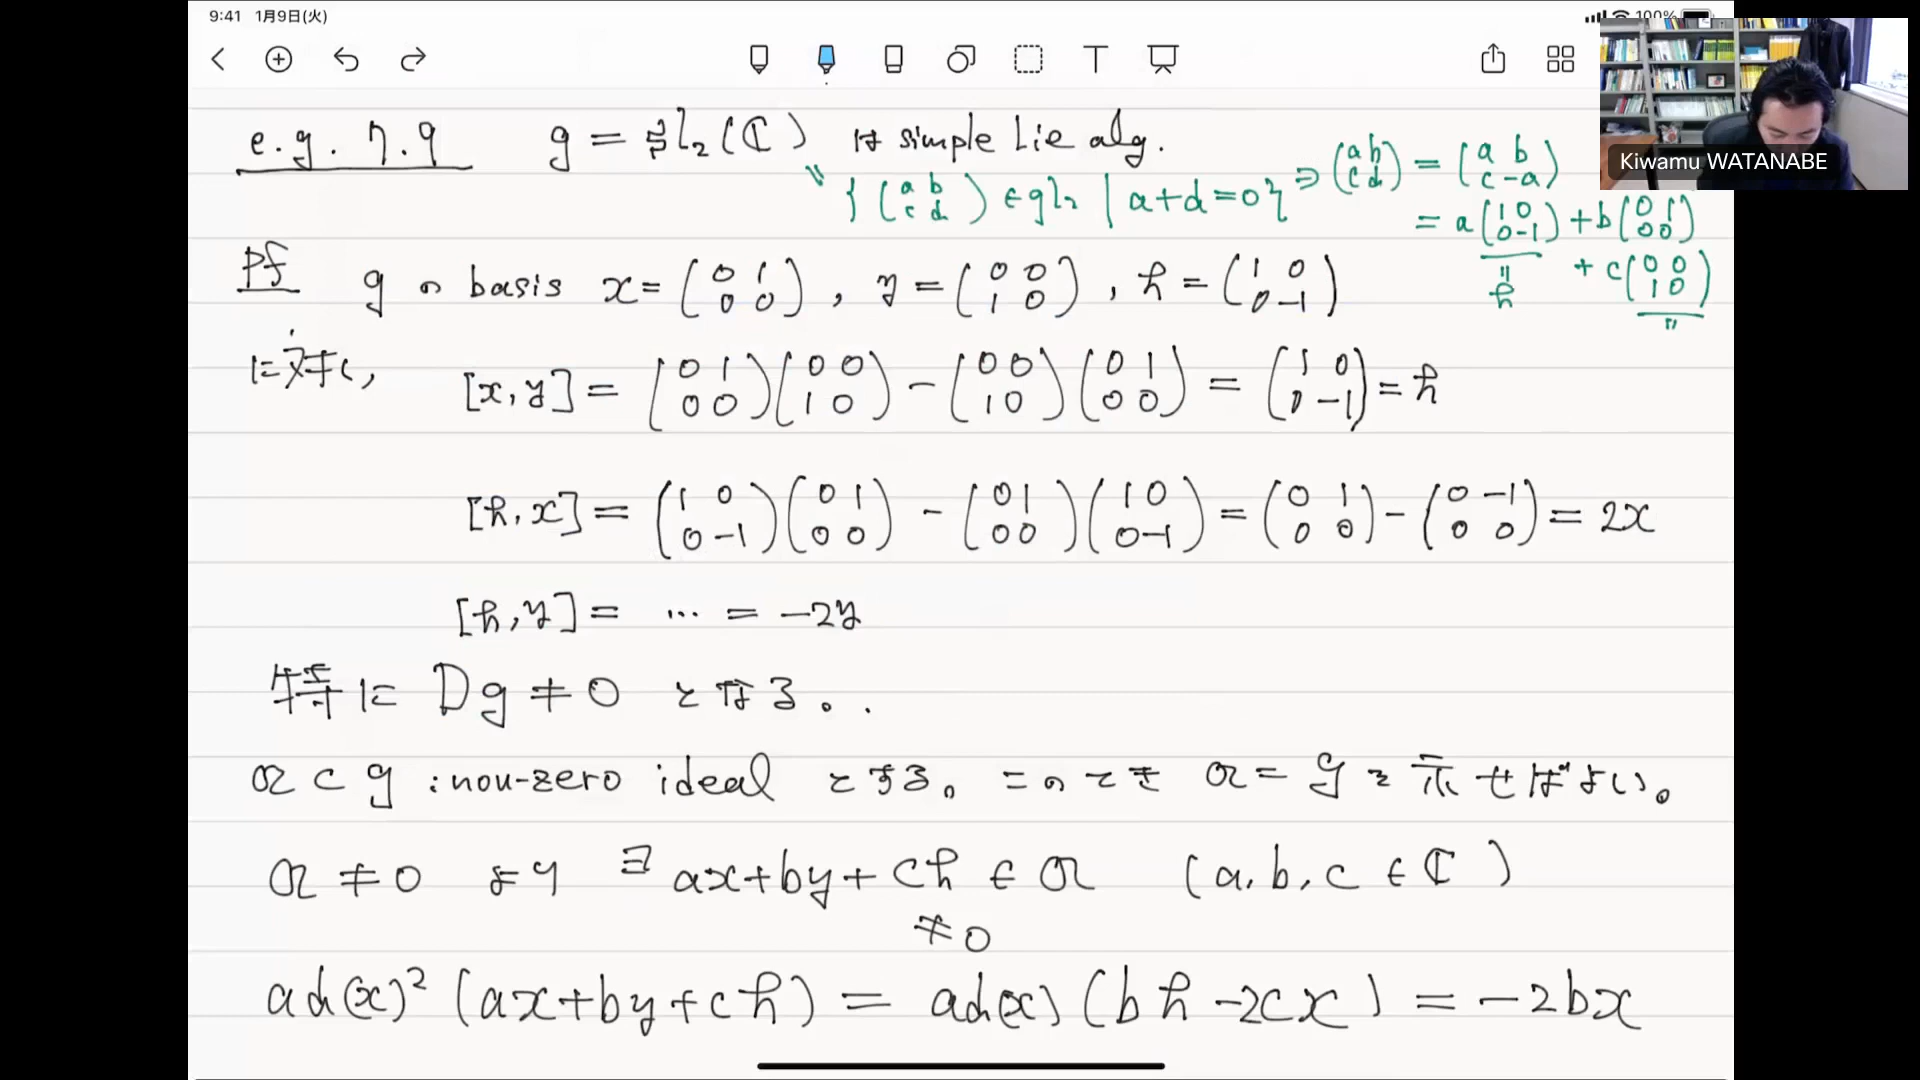 9:41 1月9日(火)
100%
Kiwamu WATANABE
e.g. 7.9 g = sl₂(ℂ) は simple Lie alg.
{ (a b / c d) ∈ gl₂ | a+d=0 } ∋ (a b / c d) = (a b / c -a)
= a(1 0 / 0 -1) + b(0 1 / 0 0)
h + c(0 0 / 1 0)
pf g の basis x = (0 1 / 0 0), y = (0 0 / 1 0), h = (1 0 / 0 -1)
に対し, [x,y] = (0 1 / 0 0)(0 0 / 1 0) - (0 0 / 1 0)(0 1 / 0 0) = (1 0 / 0 -1) = h
[h,x] = (1 0 / 0 -1)(0 1 / 0 0) - (0 1 / 0 0)(1 0 / 0 -1) = (0 1 / 0 0) - (0 -1 / 0 0) = 2x
[h,y] = ... = -2y
特に Dg ≠ 0 となる。.
𝔞 ⊂ g : non-zero ideal とする。このとき 𝔞 = g を示せばよい。
𝔞 ≠ 0 より ∃ ax+by+ch ∈ 𝔞 (a,b,c ∈ ℂ)
≠ 0
ad(x)² (ax+by+ch) = ad(x) (bh - 2cx) = -2bx